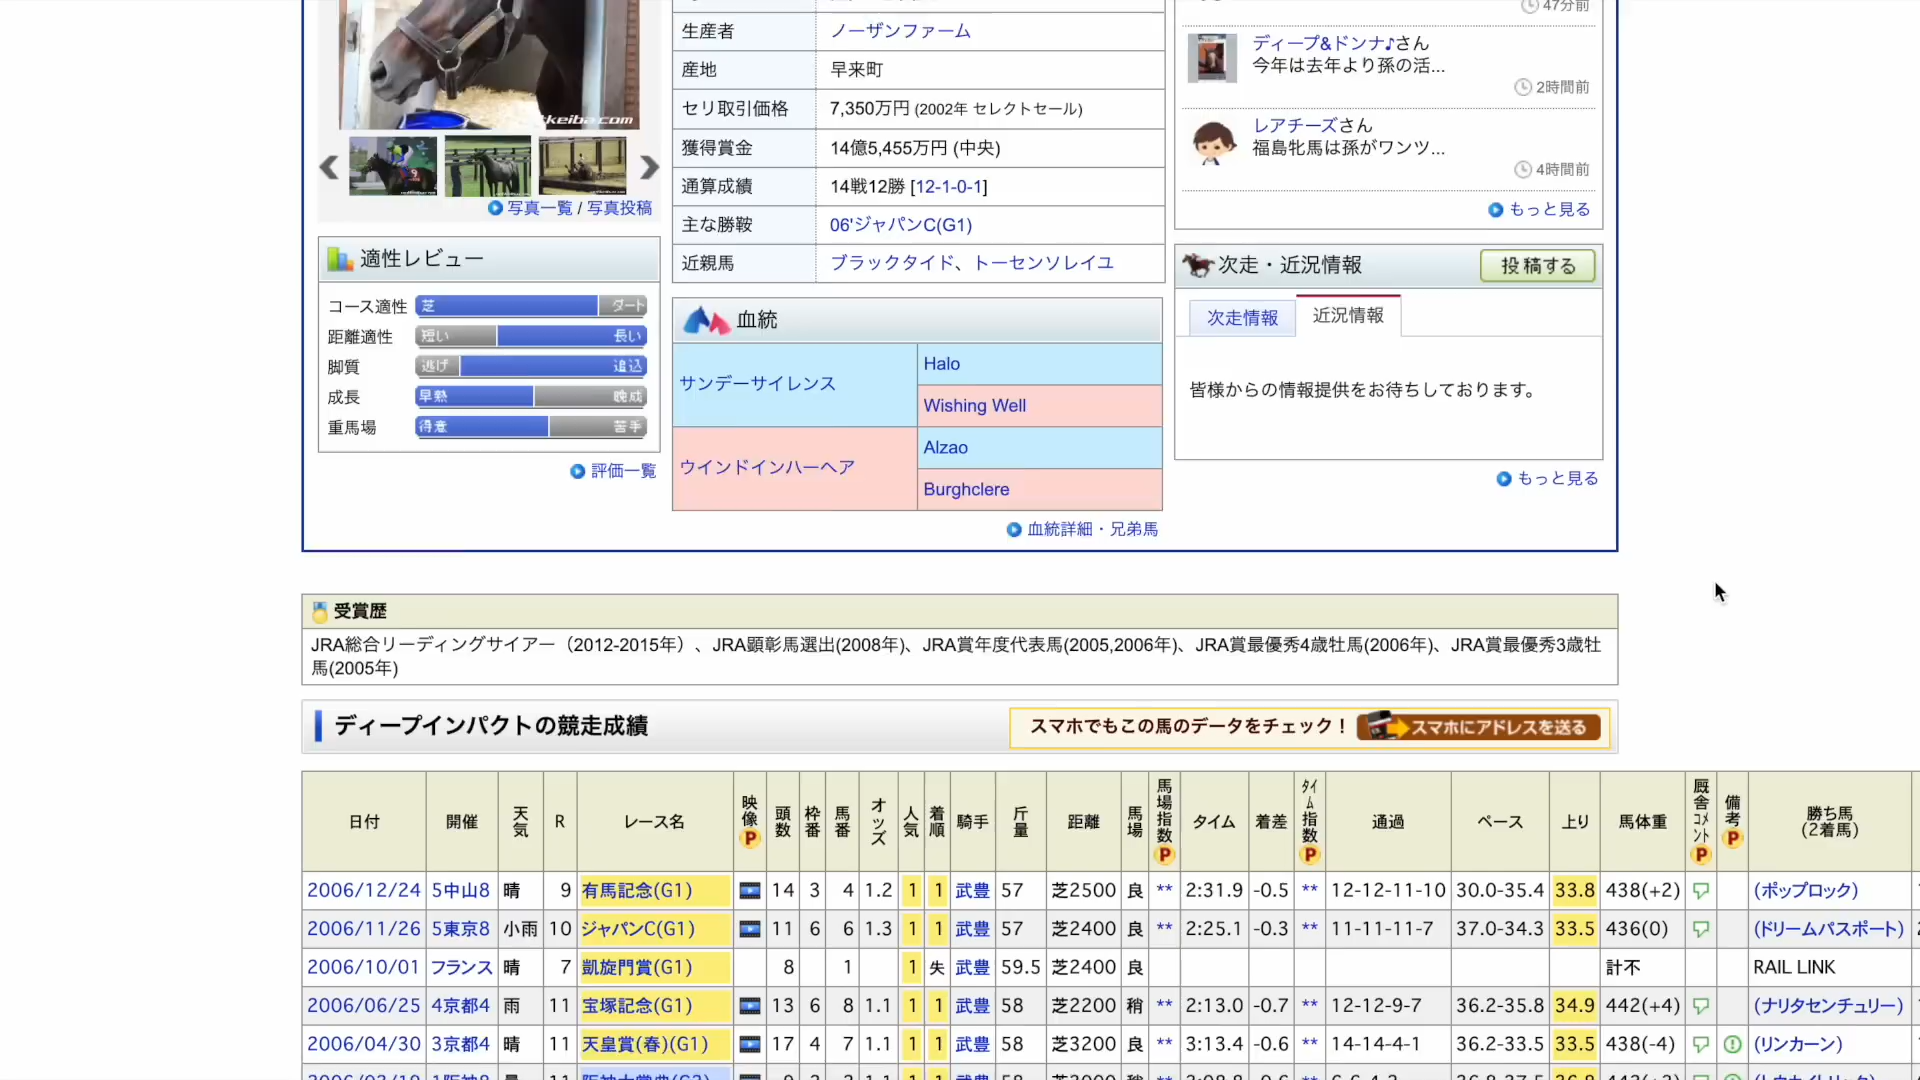 生産者 ノーザンファーム
産地 早来町
セリ取引価格 7,350万円 (2002年 セレクトセール)
獲得賞金 14億5,455万円 (中央)
通算成績 14戦12勝 [12-1-0-1]
主な勝鞍 06'ジャパンC(G1)
近親馬 ブラックタイド、トーセンソレイユ
keiba.com
写真一覧 / 写真投稿
適性レビュー
コース適性 芝 ダート
距離適性 短い 長い
脚質 逃げ 追込
成長 早熟 晩成
重馬場 得意 苦手
評価一覧
血統
サンデーサイレンス
Halo
Wishing Well
ウインドインハーヘア
Alzao
Burghclere
血統詳細・兄弟馬
47分前
ディープ&ドンナ♪さん
今年は去年より孫の活...
2時間前
レアチーズさん
福島牝馬は孫がワンツ...
4時間前
もっと見る
次走・近況情報 投稿する
次走情報 近況情報
皆様からの情報提供をお待ちしております。
もっと見る
受賞歴
JRA総合リーディングサイアー（2012-2015年）、JRA顕彰馬選出(2008年)、JRA賞年度代表馬(2005,2006年)、JRA賞最優秀4歳牡馬(2006年)、JRA賞最優秀3歳牡
馬(2005年)
ディープインパクトの競走成績 スマホでもこの馬のデータをチェック！ スマホにアドレスを送る
日付 開催 天気 R レース名 映像 P 頭数 枠番 馬番 オッズ 人気 着順 騎手 斤量 距離 馬場 馬場指数 P タイム 着差 タイム指数 P 通過 ペース 上り 馬体重 厩舎コメント P 備考 P 勝ち馬(2着馬)
2006/12/24 5中山8 晴 9 有馬記念(G1) 14 3 4 1.2 1 1 武豊 57 芝2500 良 ** 2:31.9 -0.5 ** 12-12-11-10 30.0-35.4 33.8 438(+2) (ポップロック)
2006/11/26 5東京8 小雨 10 ジャパンC(G1) 11 6 6 1.3 1 1 武豊 57 芝2400 良 ** 2:25.1 -0.3 ** 11-11-11-7 37.0-34.3 33.5 436(0) (ドリームパスポート)
2006/10/01 フランス 晴 7 凱旋門賞(G1) 8 1 1 失 武豊 59.5 芝2400 良 計不 RAIL LINK
2006/06/25 4京都4 雨 11 宝塚記念(G1) 13 6 8 1.1 1 1 武豊 58 芝2200 稍 ** 2:13.0 -0.7 ** 12-12-9-7 36.2-35.8 34.9 442(+4) (ナリタセンチュリー)
2006/04/30 3京都4 晴 11 天皇賞(春)(G1) 17 4 7 1.1 1 1 武豊 58 芝3200 良 ** 3:13.4 -0.6 ** 14-14-4-1 36.2-33.5 33.5 438(-4) (リンカーン)